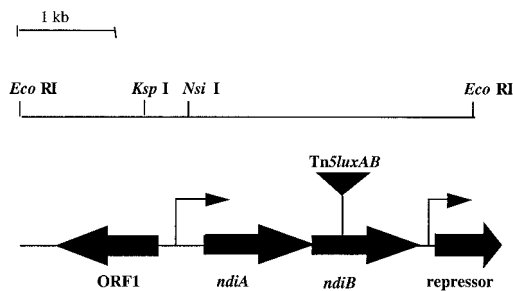 1 kb
Eco RI Ksp I Nsi I Eco RI
Tn5luxAB
ORF1 ndiA ndiB repressor